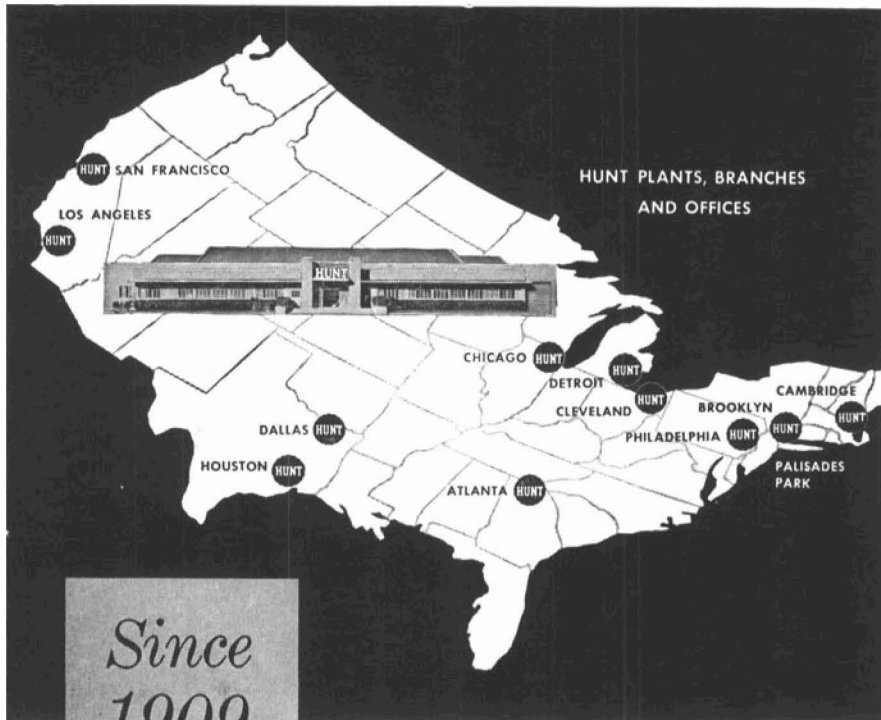 HUNT PLANTS, BRANCHES
AND OFFICES
HUNT SAN FRANCISCO
LOS ANGELES
HUNT
HUNT
CHICAGO HUNT
DETROIT HUNT
CLEVELAND HUNT
CAMBRIDGE
HUNT
BROOKLYN
HUNT
PHILADELPHIA HUNT
PALISADES
PARK
DALLAS HUNT
HOUSTON HUNT
ATLANTA HUNT
Since
1909